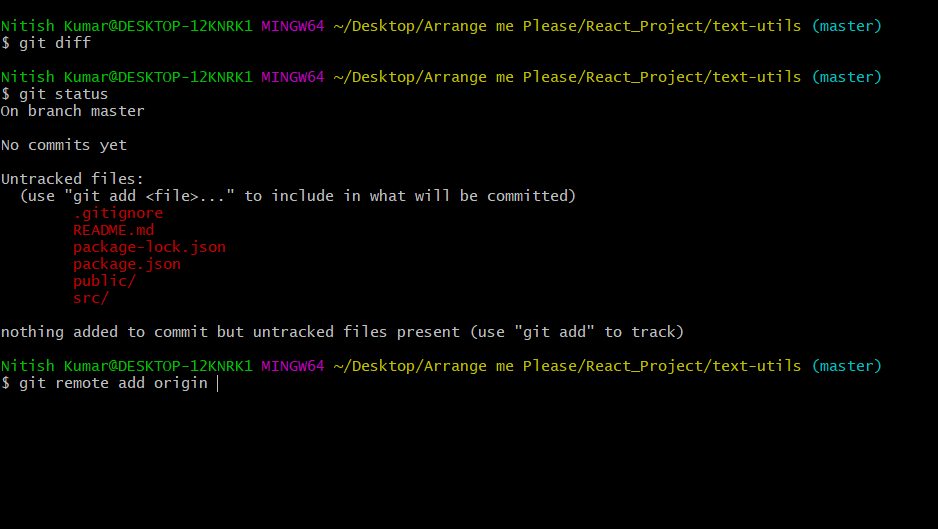 Nitish Kumar@DESKTOP-12KNRK1 MINGW64 ~/Desktop/Arrange me Please/React_Project/text-utils (master)
$ git diff
Nitish Kumar@DESKTOP-12KNRK1 MINGW64 ~/Desktop/Arrange me Please/React_Project/text-utils (master)
$ git status
On branch master
No commits yet
Untracked files:
(use "git add <file>..." to include in what will be committed)
.gitignore
README.md
package-lock.json
package.json
public/
src/
nothing added to commit but untracked files present (use "git add" to track)
Nitish Kumar@DESKTOP-12KNRK1 MINGW64 ~/Desktop/Arrange me Please/React_Project/text-utils (master)
$ git remote add origin